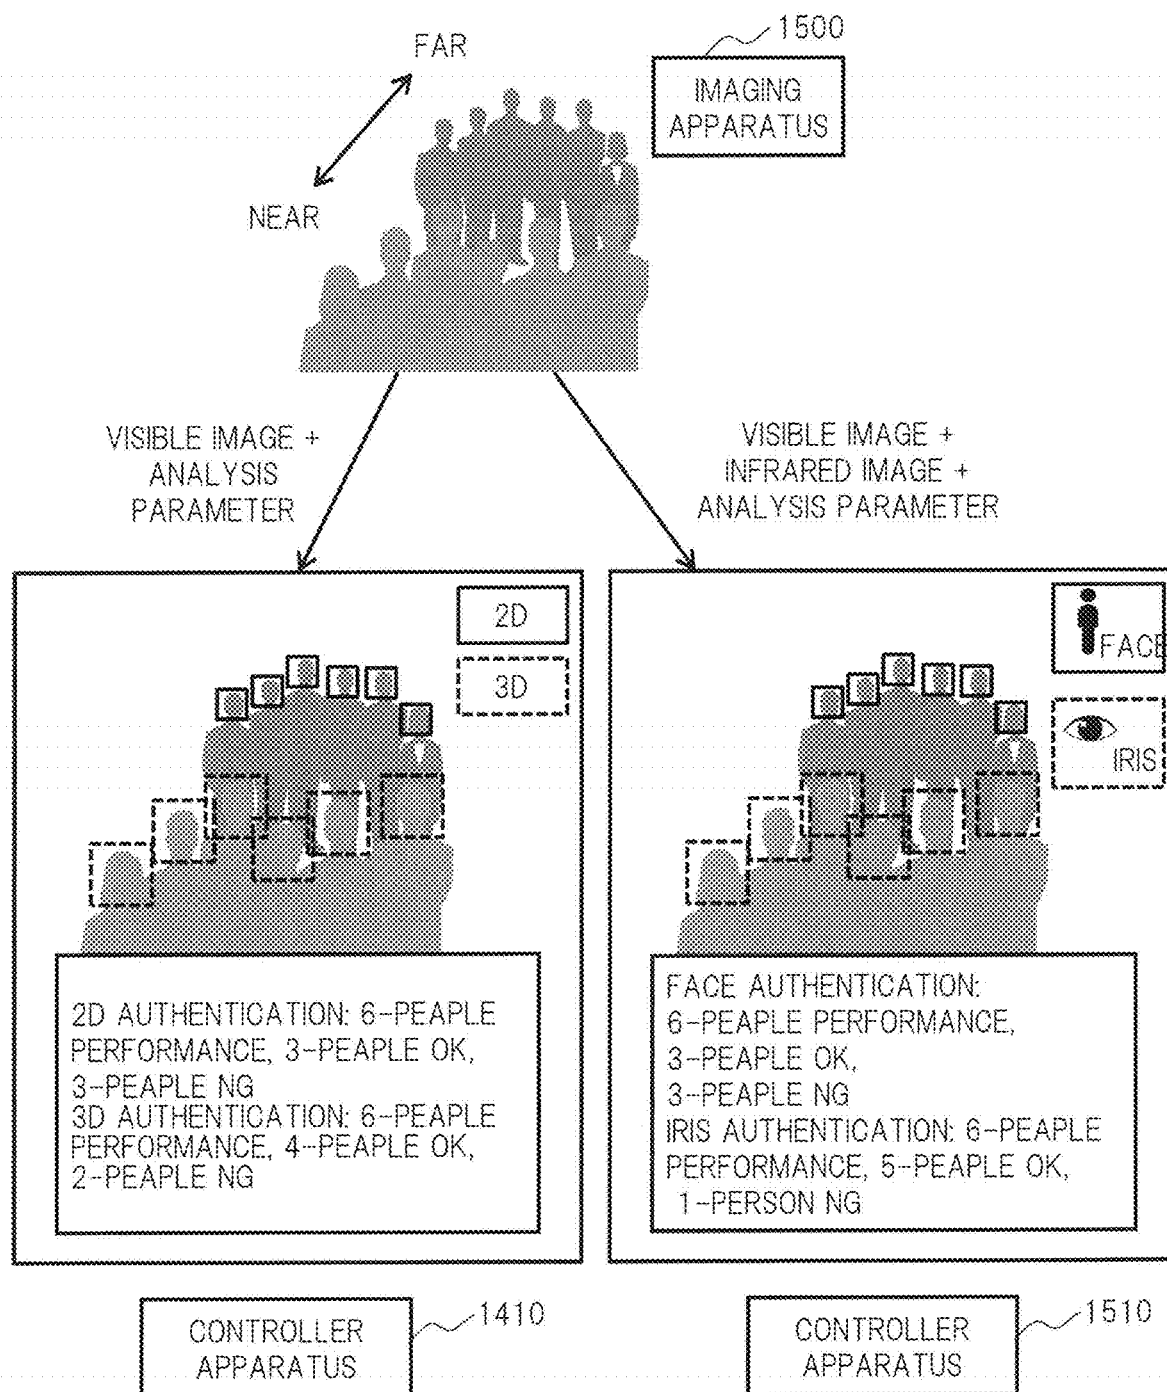 1500
FAR
IMAGING
APPARATUS
NEAR
VISIBLE IMAGE +
ANALYSIS
PARAMETER
VISIBLE IMAGE +
INFRARED IMAGE +
ANALYSIS PARAMETER
2D
3D
2D AUTHENTICATION: 6-PEAPLE
PERFORMANCE, 3-PEAPLE OK,
3-PEAPLE NG
3D AUTHENTICATION: 6-PEAPLE
PERFORMANCE, 4-PEAPLE OK,
2-PEAPLE NG
CONTROLLER
APPARATUS
1410
FACE
IRIS
FACE AUTHENTICATION:
6-PEAPLE PERFORMANCE,
3-PEAPLE OK,
3-PEAPLE NG
IRIS AUTHENTICATION: 6-PEAPLE
PERFORMANCE, 5-PEAPLE OK,
1-PERSON NG
CONTROLLER
APPARATUS
1510